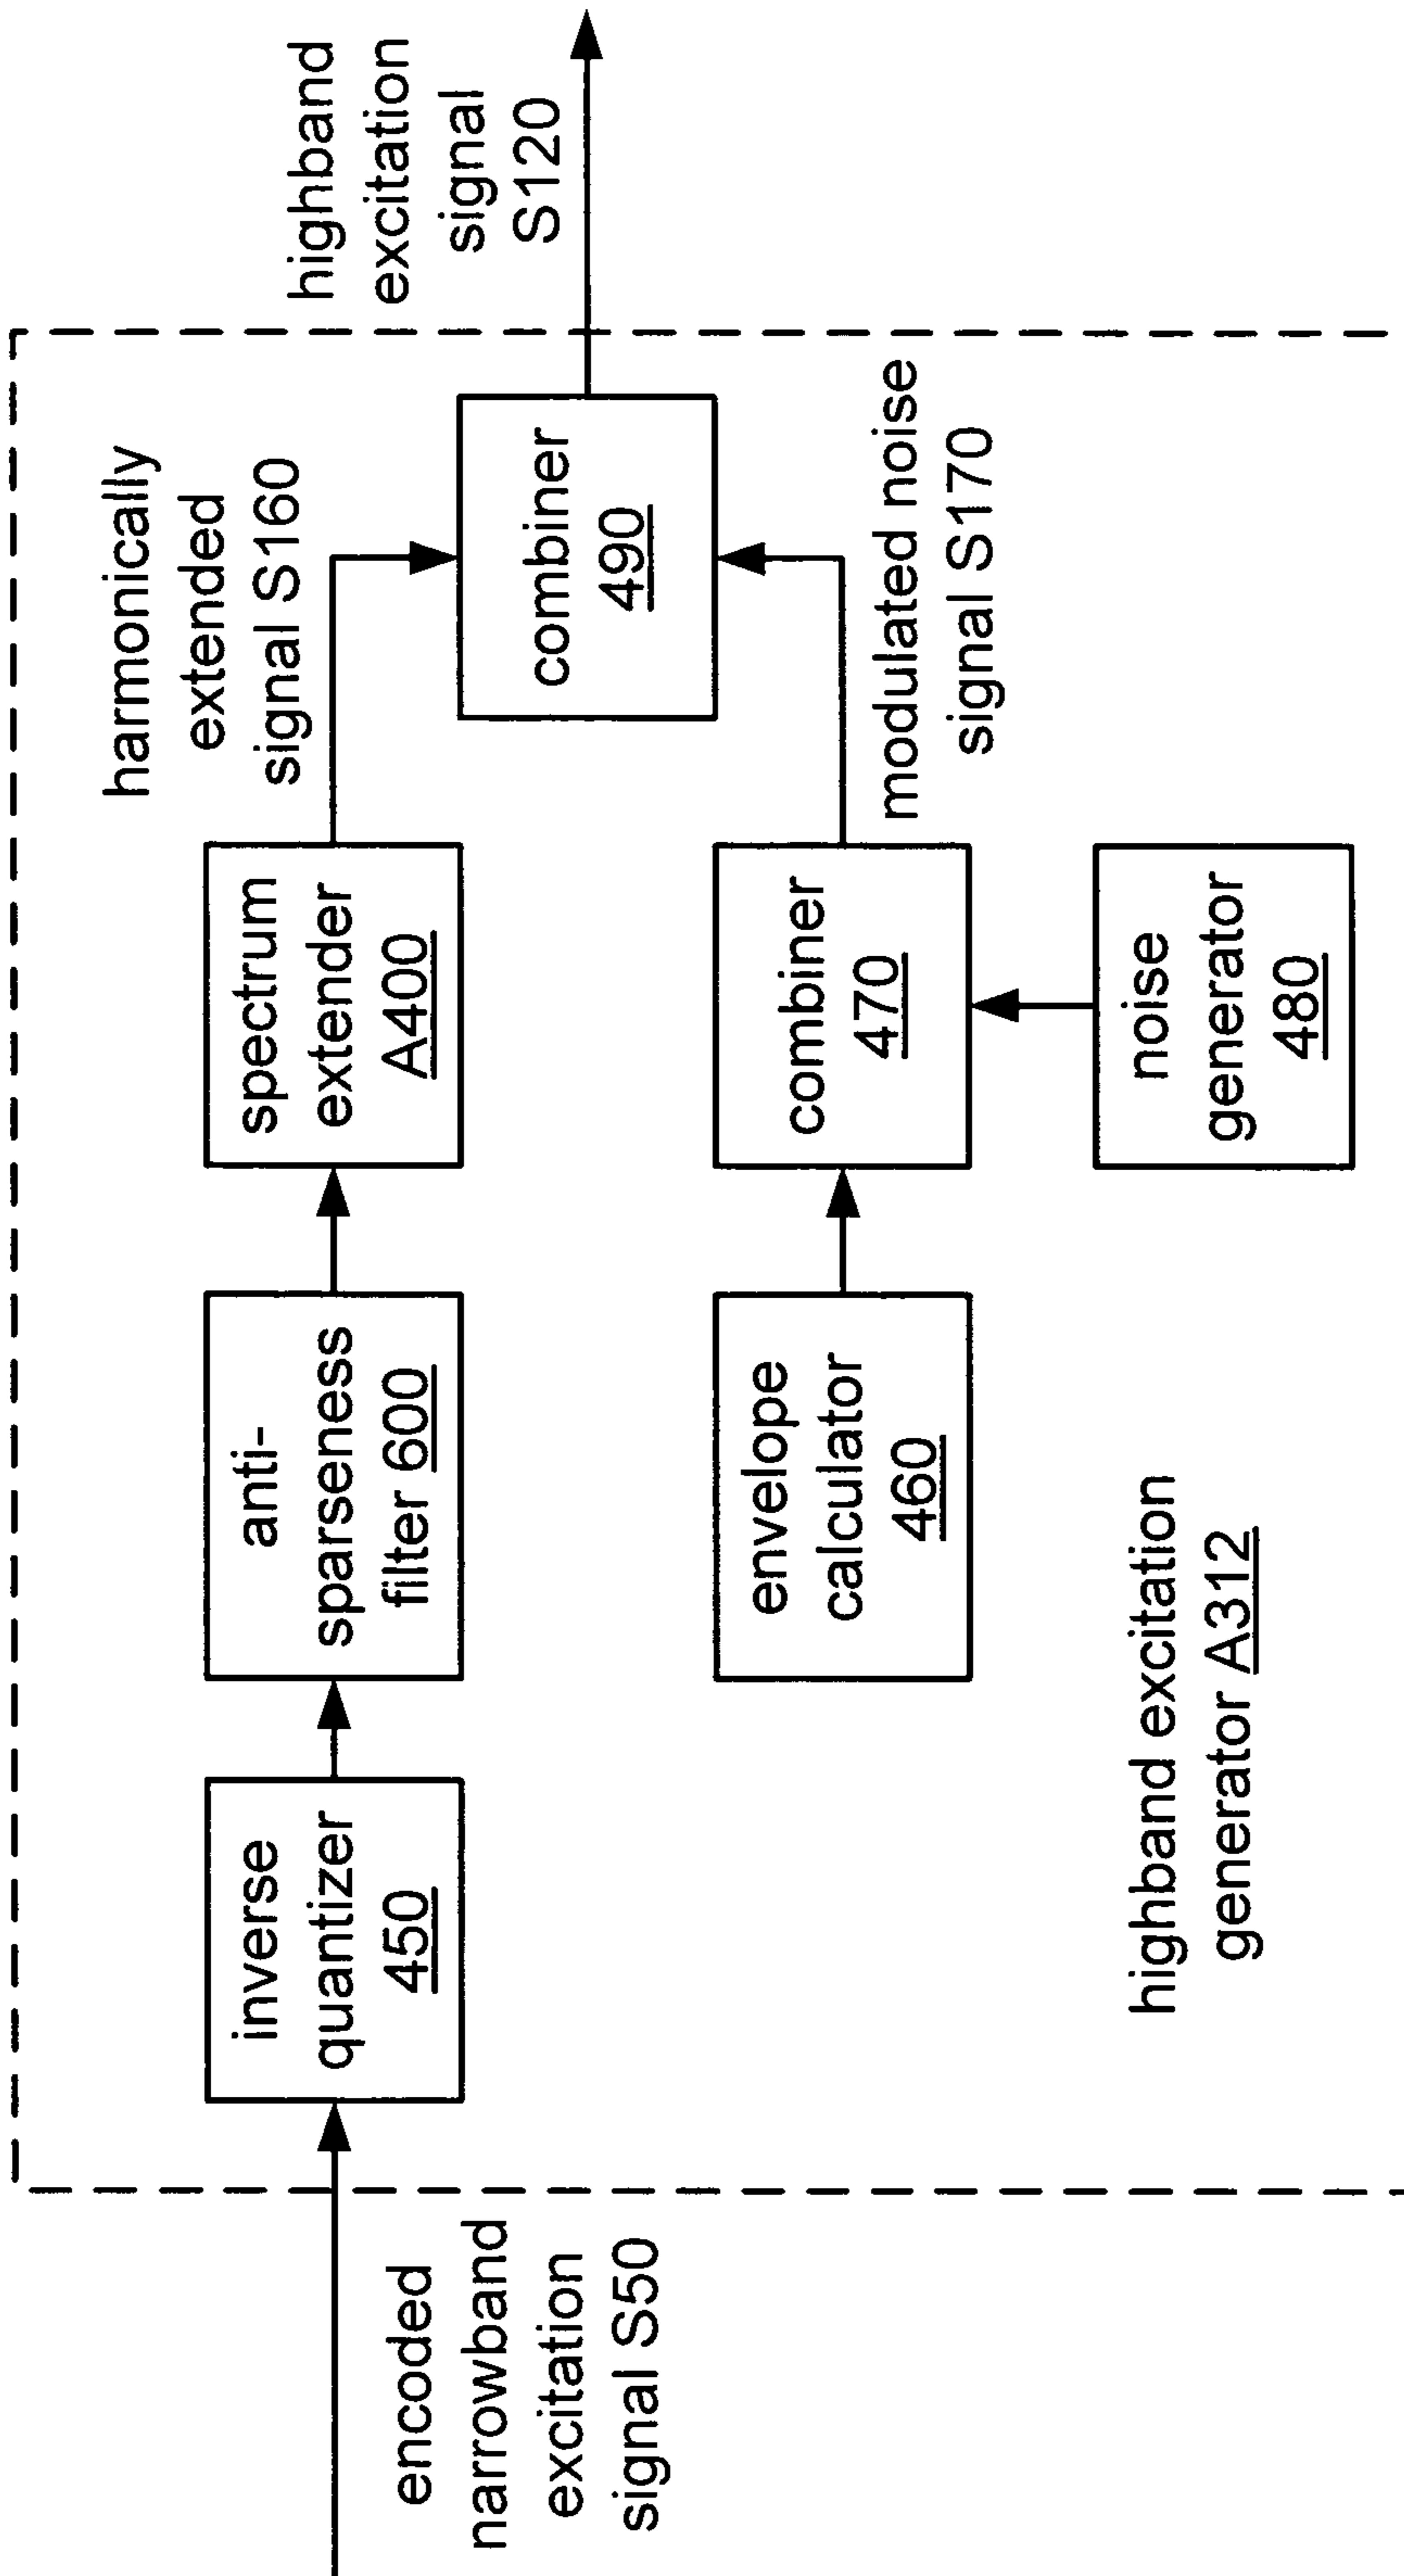 encoded
narrowband
excitation
signal S50
inverse
quantizer
450
anti-
sparseness
filter 600
spectrum
extender
A400
harmonically
extended
signal S160
combiner
490
highband
excitation
signal
S120
envelope
calculator
460
combiner
470
modulated noise
signal S170
noise
generator
480
highband excitation
generator A312